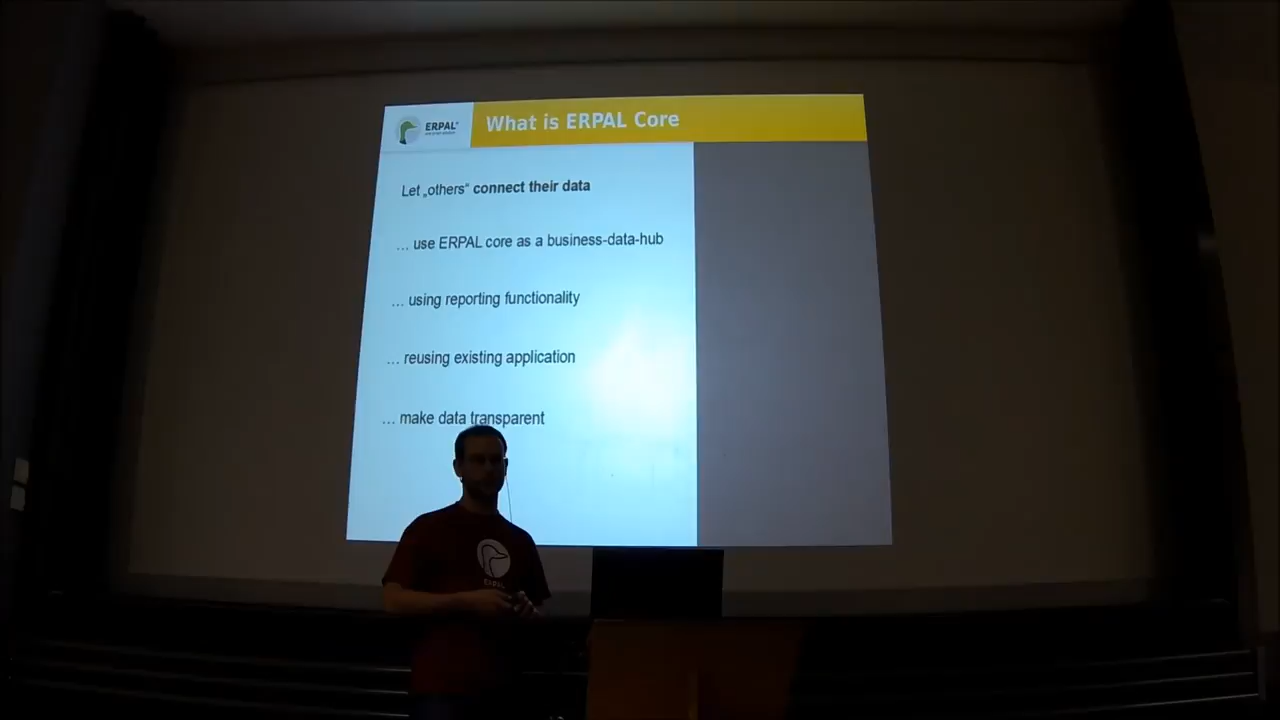 ERPAL®
What is ERPAL Core
Let „others“ connect their data
... use ERPAL core as a business-data-hub
... using reporting functionality
... reusing existing application
... make data transparent